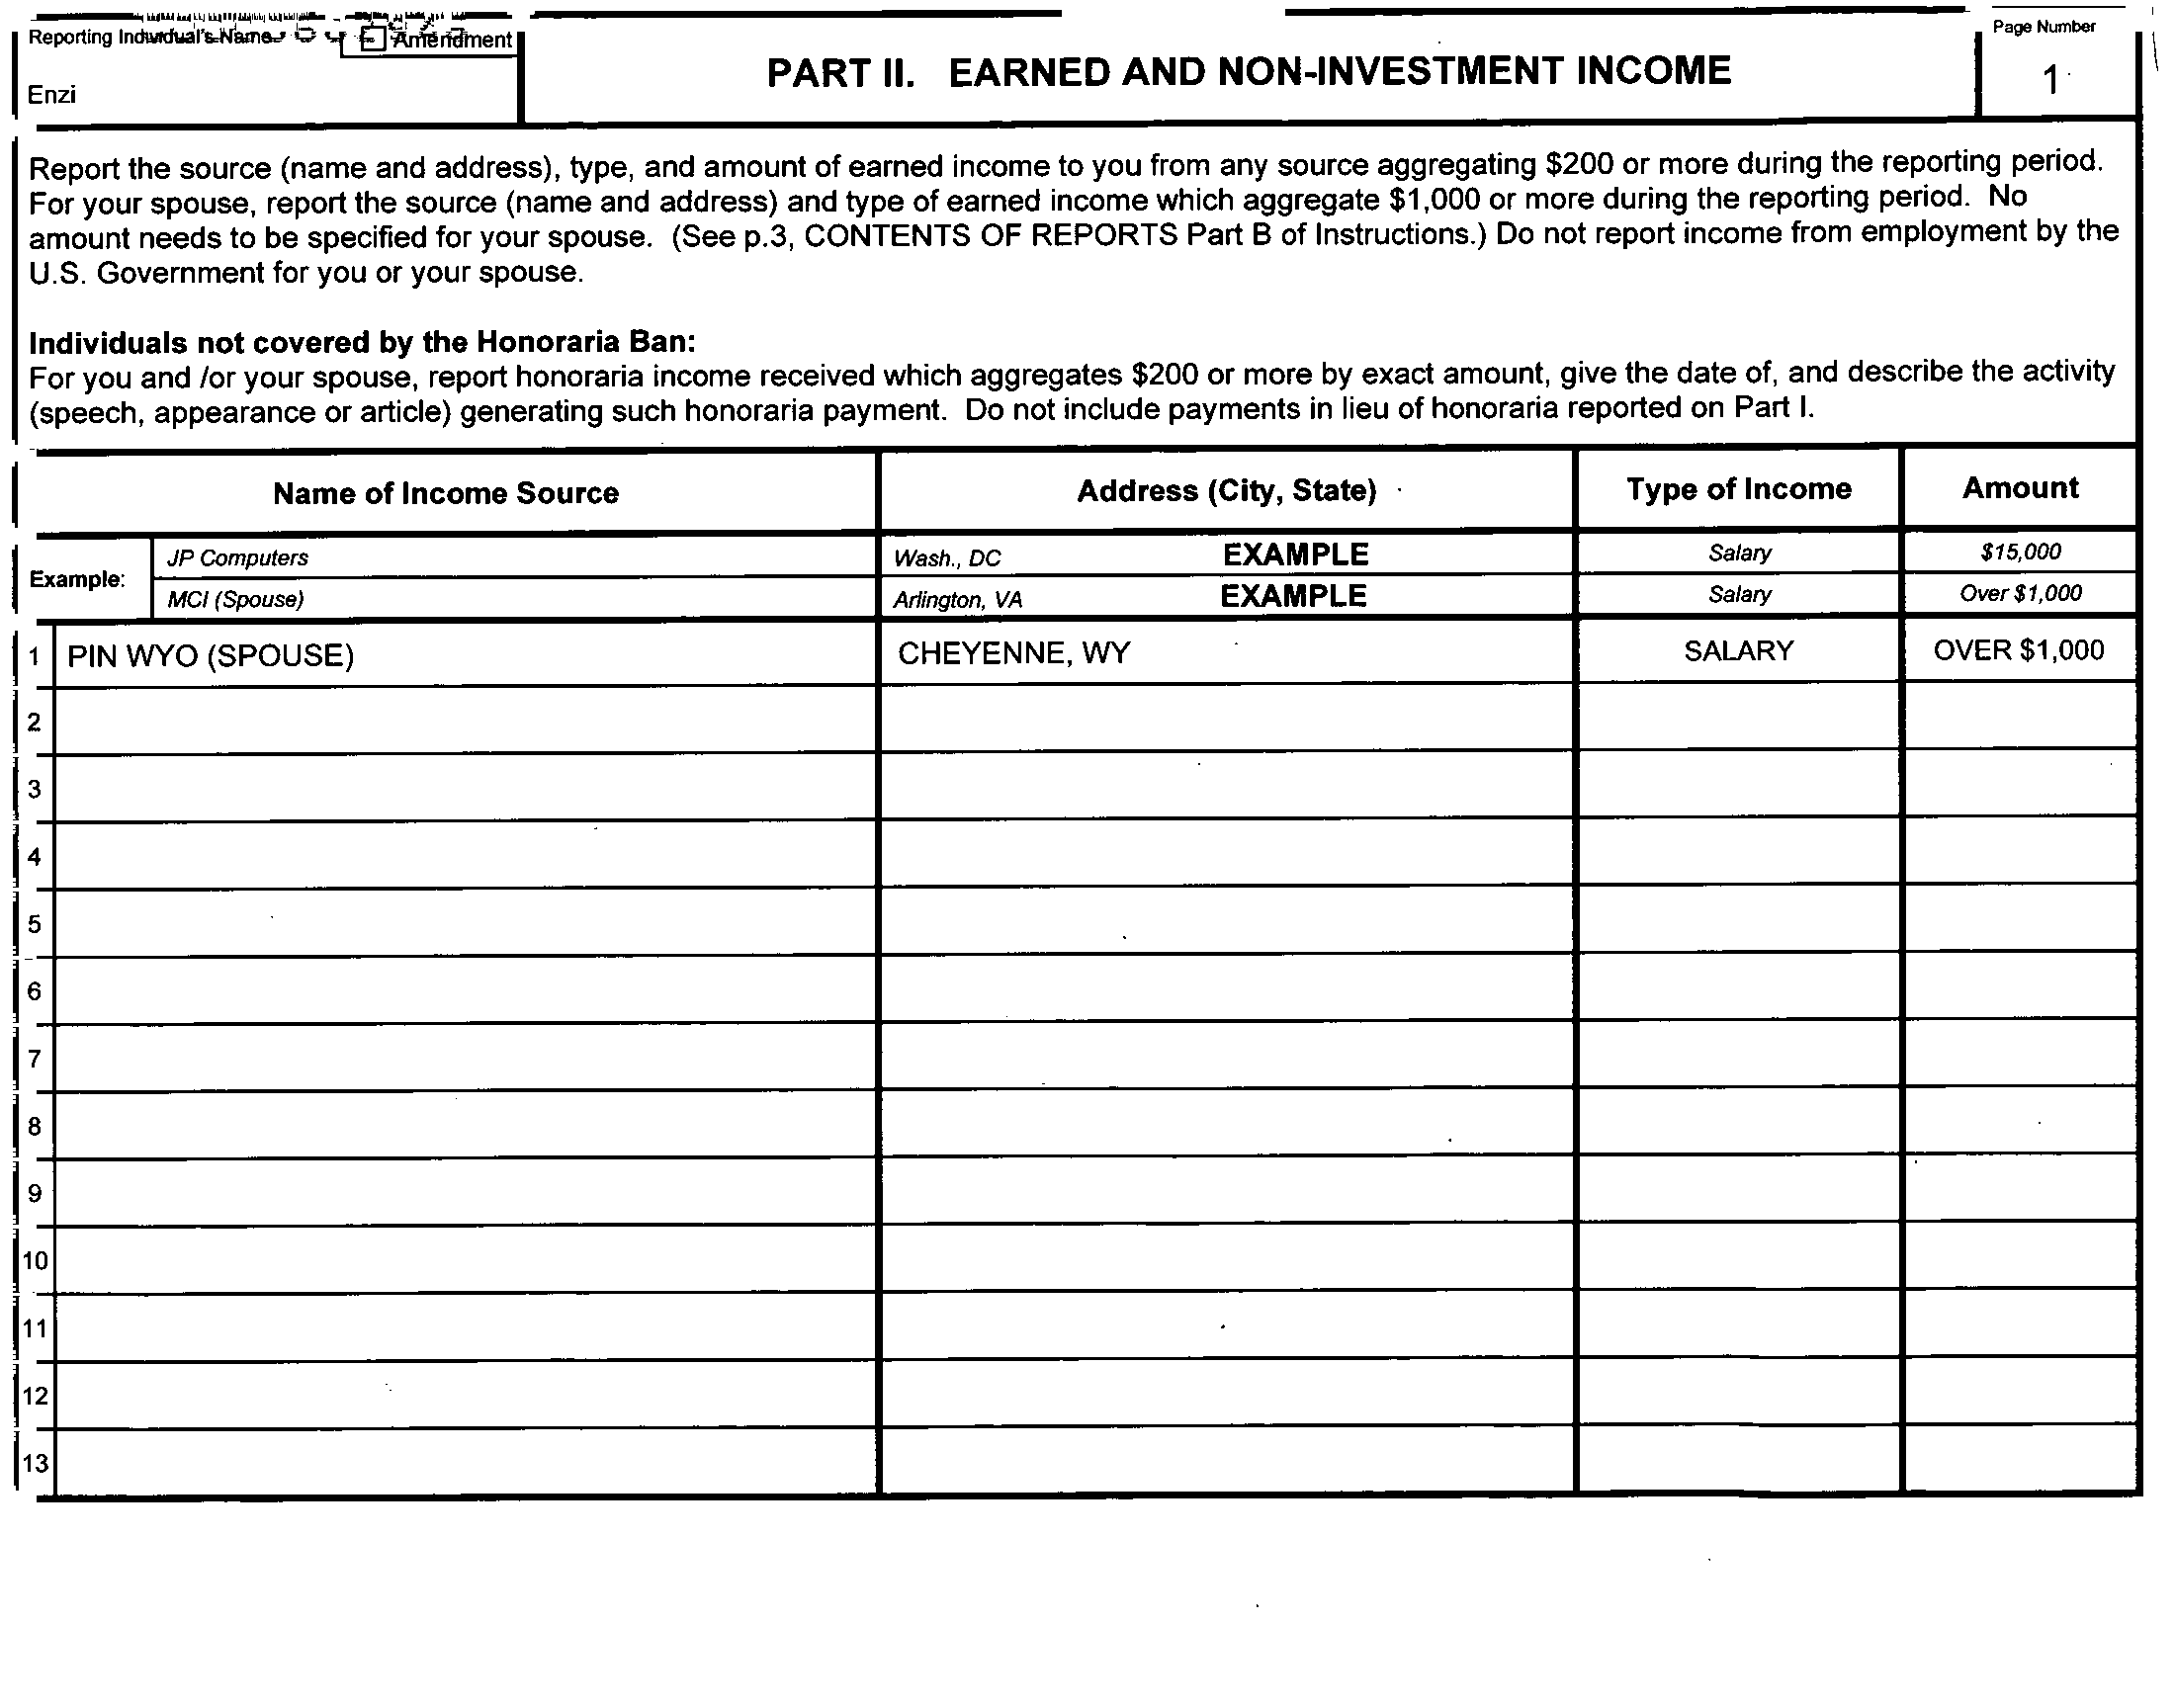 Reporting Individual's Name
Amendment
Enzi
PART II. EARNED AND NON-INVESTMENT INCOME
Page Number
1
Report the source (name and address), type, and amount of earned income to you from any source aggregating $200 or more during the reporting period.
For your spouse, report the source (name and address) and type of earned income which aggregate $1,000 or more during the reporting period. No
amount needs to be specified for your spouse. (See p.3, CONTENTS OF REPORTS Part B of Instructions.) Do not report income from employment by the
U.S. Government for you or your spouse.
Individuals not covered by the Honoraria Ban:
For you and /or your spouse, report honoraria income received which aggregates $200 or more by exact amount, give the date of, and describe the activity
(speech, appearance or article) generating such honoraria payment. Do not include payments in lieu of honoraria reported on Part I.
Name of Income Source Address (City, State) Type of Income Amount
Example:
JP Computers Wash., DC EXAMPLE Salary $15,000
MCI (Spouse) Arlington, VA EXAMPLE Salary Over $1,000
1 PIN WYO (SPOUSE) CHEYENNE, WY SALARY OVER $1,000
2
3
4
5
6
7
8
9
10
11
12
13